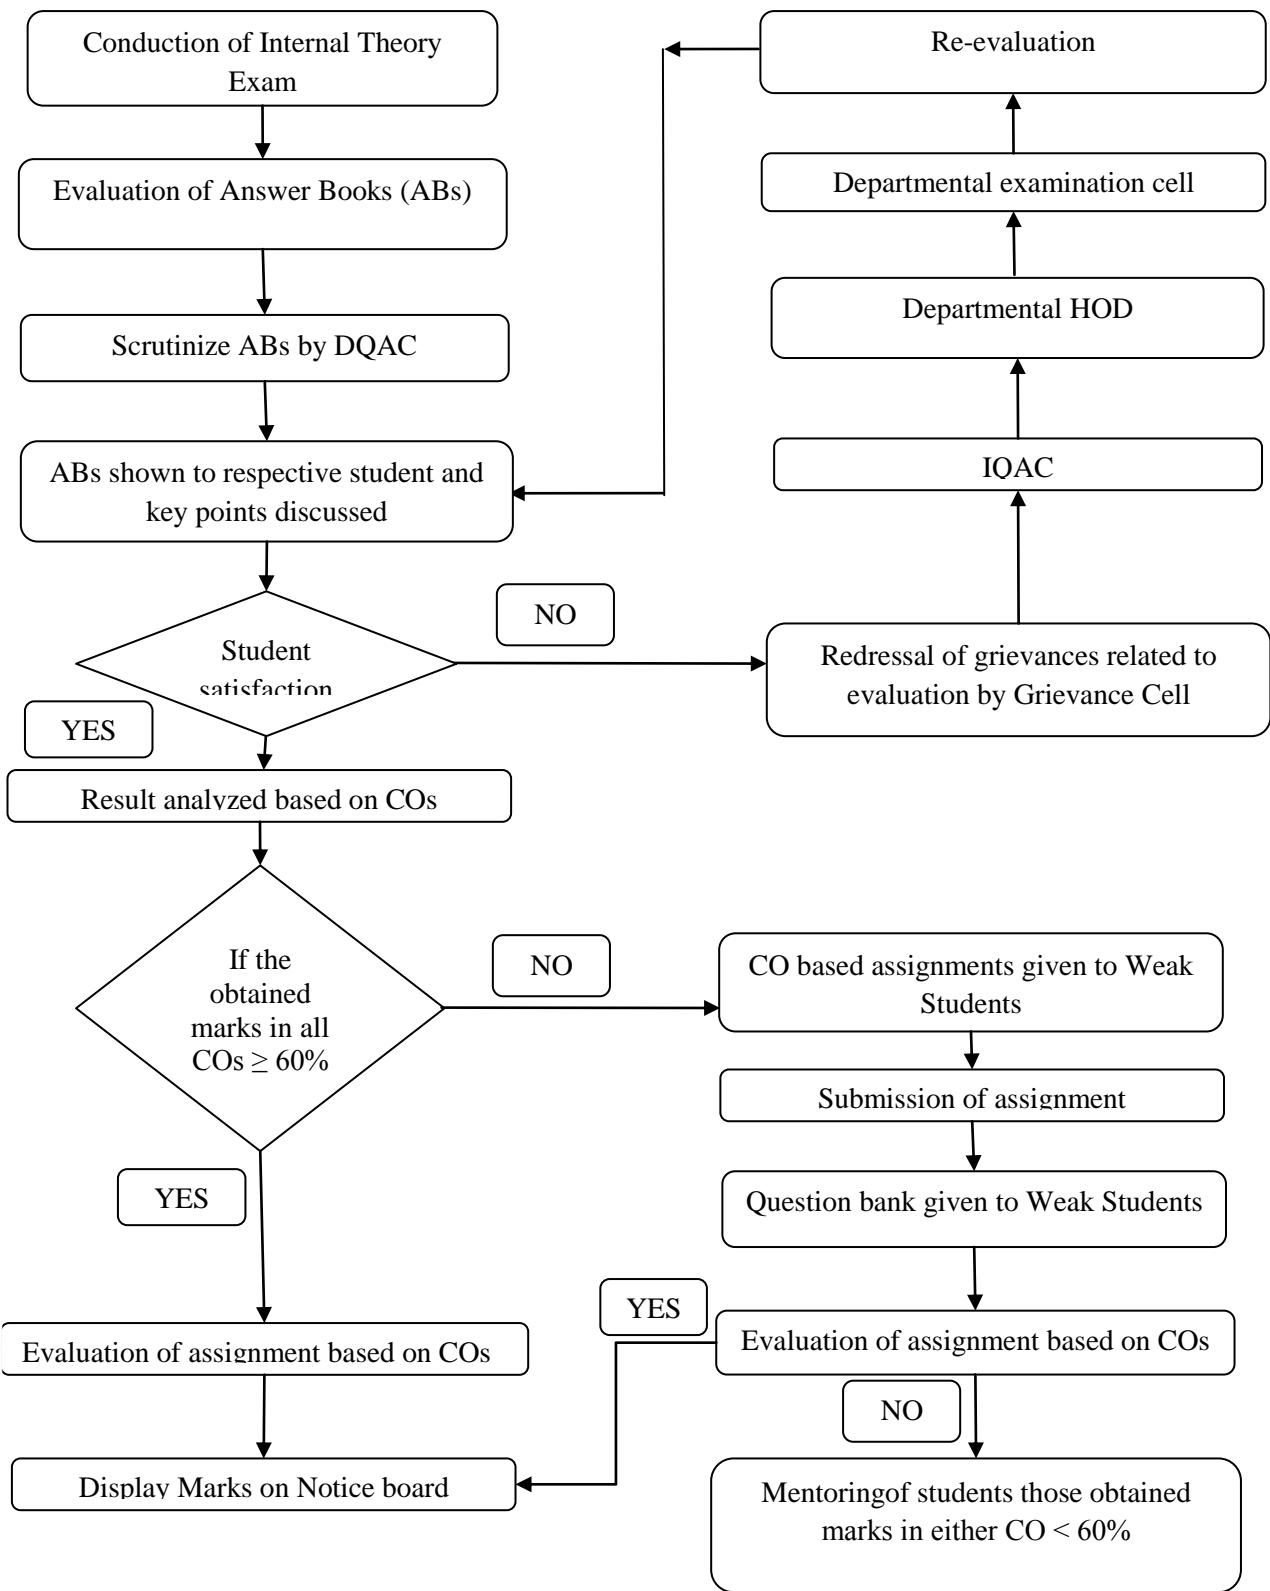 Conduction of Internal Theory
Exam
Re-evaluation
Evaluation of Answer Books (ABs)
Departmental examination cell
Departmental HOD
Scrutinize ABs by DQAC
ABs shown to respective student and
key points discussed
IQAC
NO
Student
satisfaction
Redressal of grievances related to
evaluation by Grievance Cell
YES
Result analyzed based on COs
If the
obtained
marks in all
COs ≥ 60%
NO
CO based assignments given to Weak
Students
Submission of assignment
YES
Question bank given to Weak Students
YES
Evaluation of assignment based on COs
Evaluation of assignment based on COs
NO
Display Marks on Notice board
Mentoringof students those obtained
marks in either CO < 60%